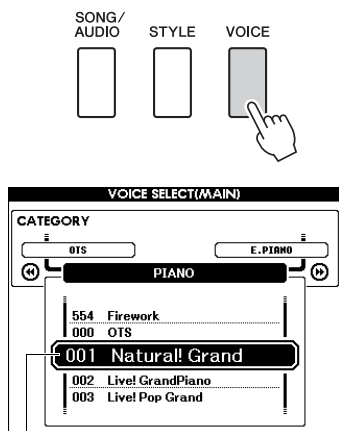 SONG/
AUDIO
STYLE
VOICE
VOICE SELECT(MAIN)
CATEGORY
OTS
E.PIANO
PIANO
554 Firework
000 OTS
001 Natural! Grand
002 Live! GrandPiano
003 Live! Pop Grand